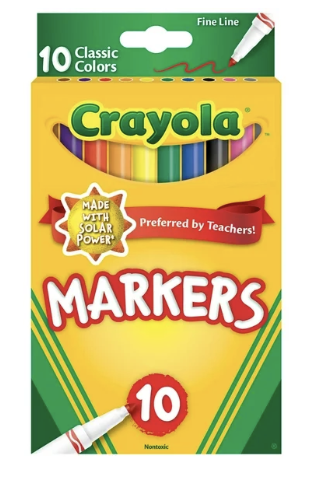 Fine Line
10 Classic
Colors
Crayola
MADE
WITH
SOLAR
POWER
Preferred by Teachers!
MARKERS
10
Nontoxic